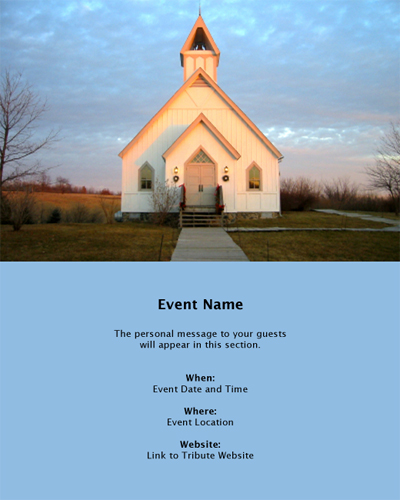 Event Name
The personal message to your guests
will appear in this section.
When:
Event Date and Time
Where:
Event Location
Website:
Link to Tribute Website